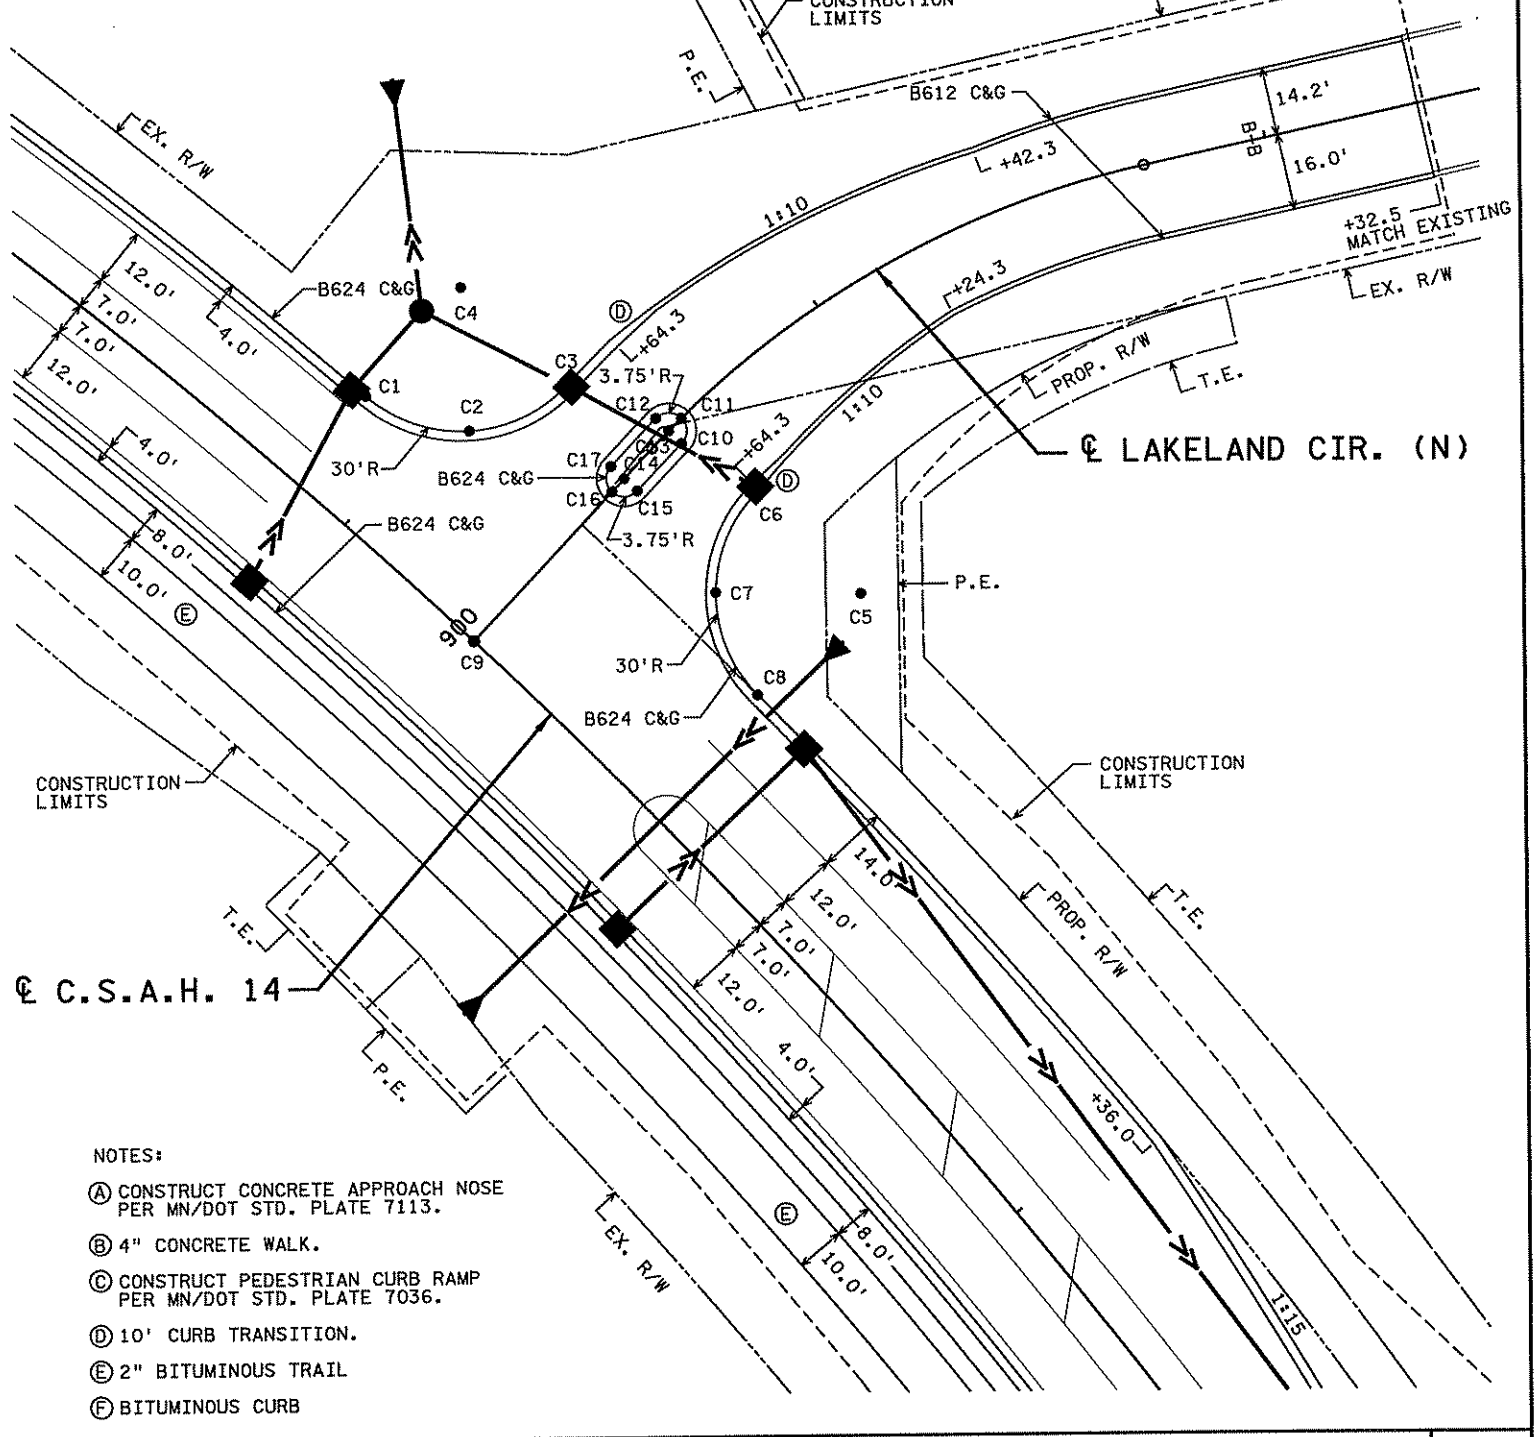 CONSTRUCTION
LIMITS
P.E.
B612 C&G
14.2'
B-B
16.0'
+42.3
EX. R/W
1:10
+32.5
MATCH EXISTING
12.0'
7.0'
7.0'
12.0'
4.0'
B624 C&G
C4
D
+64.3
+24.3
EX. R/W
C1
C3
3.75'R
PROP. R/W
T.E.
C2
C12
C11
1:10
C13
C10
+64.3
℄ LAKELAND CIR. (N)
4.0'
30'R
C17
C14
B624 C&G
C16
C15
D
C6
B624 C&G
3.75'R
8.0'
10.0'
E
C7
P.E.
C5
900
C9
30'R
C8
B624 C&G
CONSTRUCTION
LIMITS
CONSTRUCTION
LIMITS
14.0'
12.0'
7.0'
7.0'
12.0'
T.E.
PROP. R/W
T.E.
℄ C.S.A.H. 14
4.0'
P.E.
+36.0
NOTES:
A CONSTRUCT CONCRETE APPROACH NOSE
PER MN/DOT STD. PLATE 7113.
B 4" CONCRETE WALK.
C CONSTRUCT PEDESTRIAN CURB RAMP
PER MN/DOT STD. PLATE 7036.
D 10' CURB TRANSITION.
E 2" BITUMINOUS TRAIL
F BITUMINOUS CURB
EX. R/W
E
8.0'
10.0'
1:15